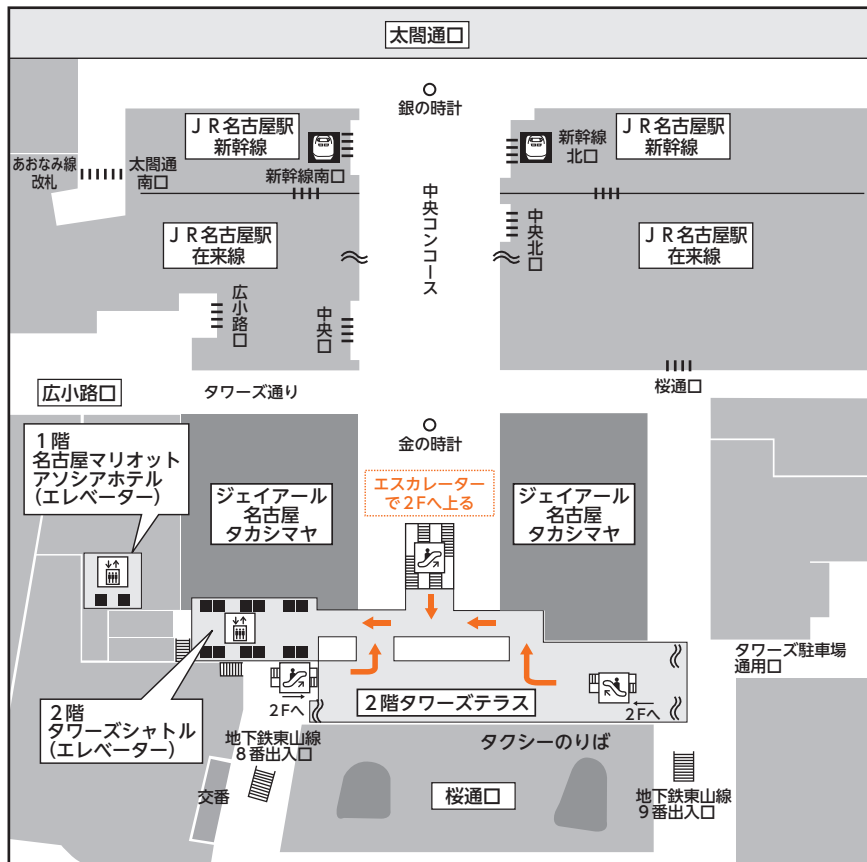 太閤通口
銀の時計
ＪＲ名古屋駅
新幹線
ＪＲ名古屋駅
新幹線
新幹線
北口
あおなみ線
改札
太閤通
南口
新幹線南口
中央コンコース
中央北口
ＪＲ名古屋駅
在来線
ＪＲ名古屋駅
在来線
広小路口
中央口
桜通口
広小路口
タワーズ通り
金の時計
1階
名古屋マリオット
アソシアホテル
(エレベーター)
エスカレーター
で2Fへ上る
ジェイアール
名古屋
タカシマヤ
ジェイアール
名古屋
タカシマヤ
タワーズ駐車場
通用口
2階
タワーズシャトル
(エレベーター)
2Fへ
2階タワーズテラス
2Fへ
地下鉄東山線
8番出入口
タクシーのりば
交番
桜通口
地下鉄東山線
9番出入口